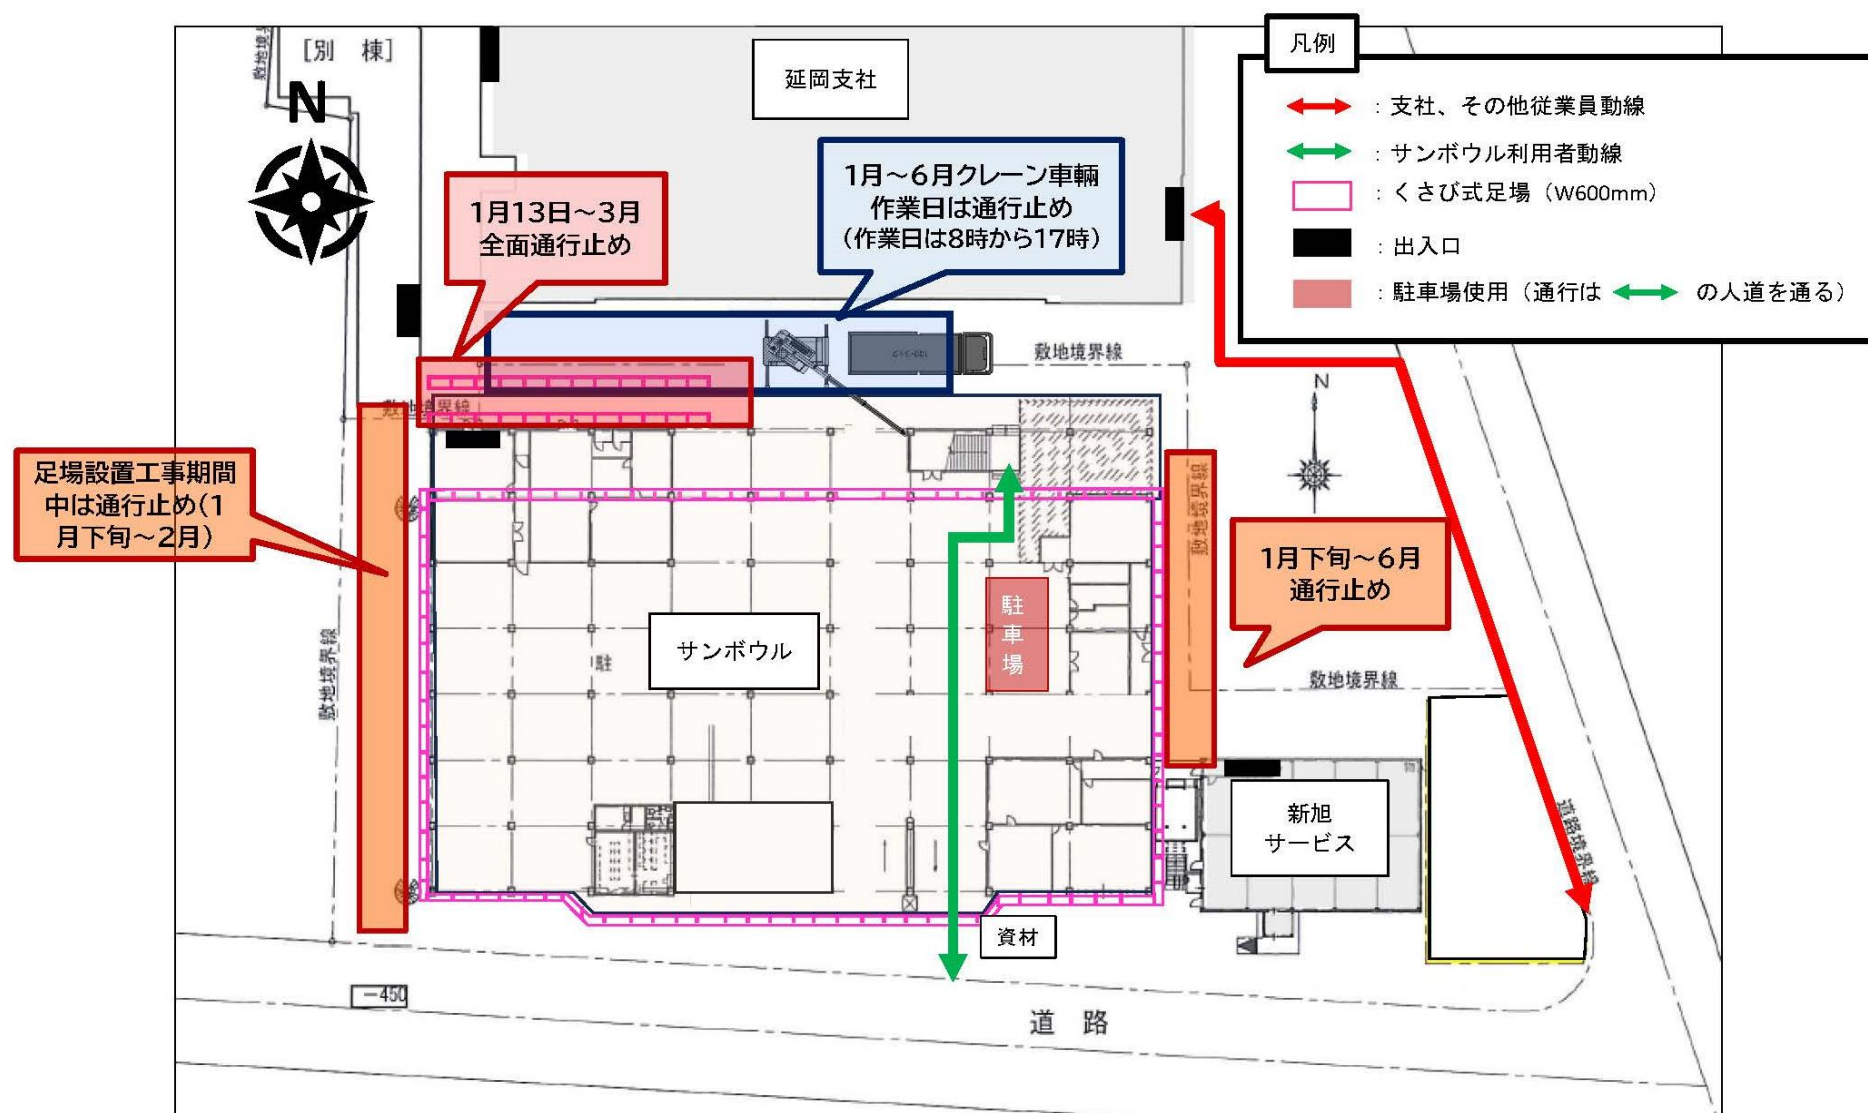 [別 棟]
敷地境界線
N
延岡支社
凡例
：支社、その他従業員動線
：サンボウル利用者動線
：くさび式足場（W600mm）
：出入口
：駐車場使用（通行は の人道を通る）
1月13日～3月
全面通行止め
1月～6月クレーン車輛
作業日は通行止め
（作業日は8時から17時）
敷地境界線
敷地境界線
N
足場設置工事期間
中は通行止め(1
月下旬～2月)
敷地境界線
1月下旬～6月
通行止め
駐車場
サンボウル
駐
敷地境界線
敷地境界線
新旭
サービス
道路境界線
資材
－450
道 路